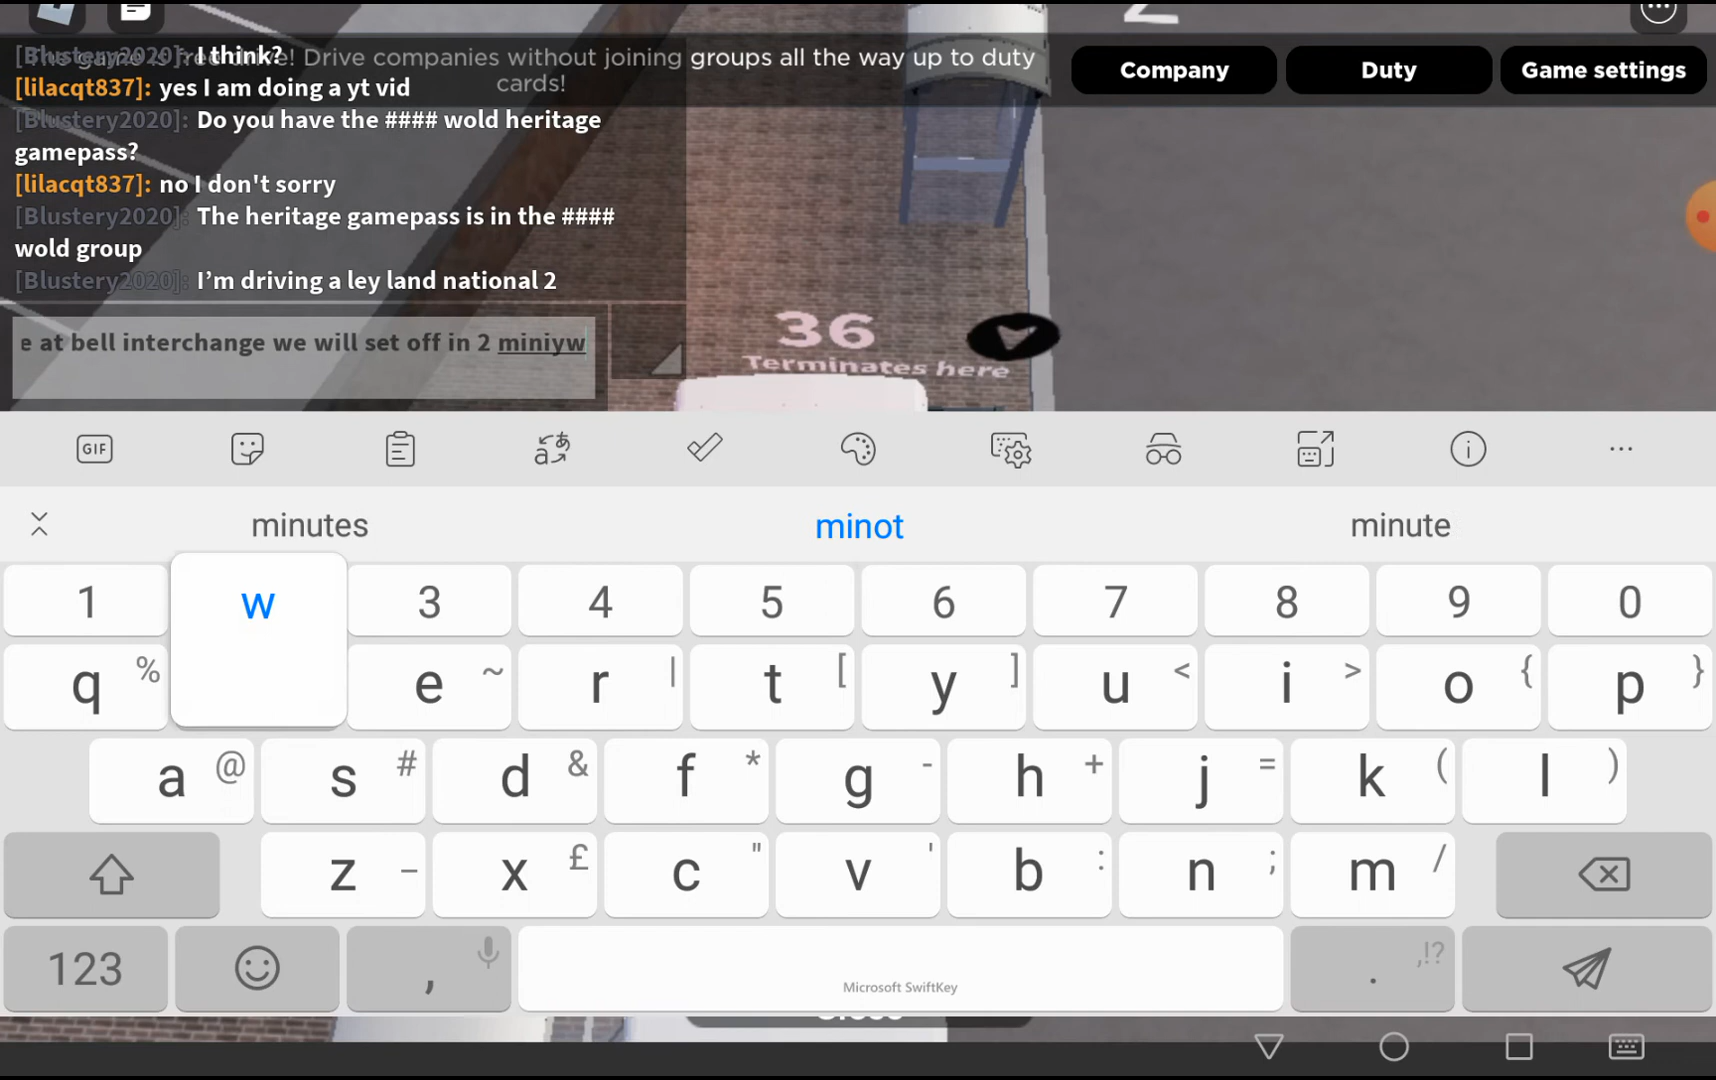 free drive! Drive companies without joining groups all the way up to duty
cards!
Company
Duty
Game settings
[Blustery2020]: I think?
[lilacqt837]: yes I am doing a yt vid
[Blustery2020]: Do you have the #### wold heritage
gamepass?
[lilacqt837]: no I don't sorry
[Blustery2020]: The heritage gamepass is in the ####
wold group
[Blustery2020]: I’m driving a ley land national 2
e at bell interchange we will set off in 2 miniyw
36
Terminates here
GIF
minutes
minot
minute
1 w 3 4 5 6 7 8 9 0
q % e ~ r | t [ y ] u < i > o { p }
a @ s # d & f * g - h + j = k ( l )
z _ x £ c " v ' b : n ; m /
123 , . ,!?
Microsoft SwiftKey